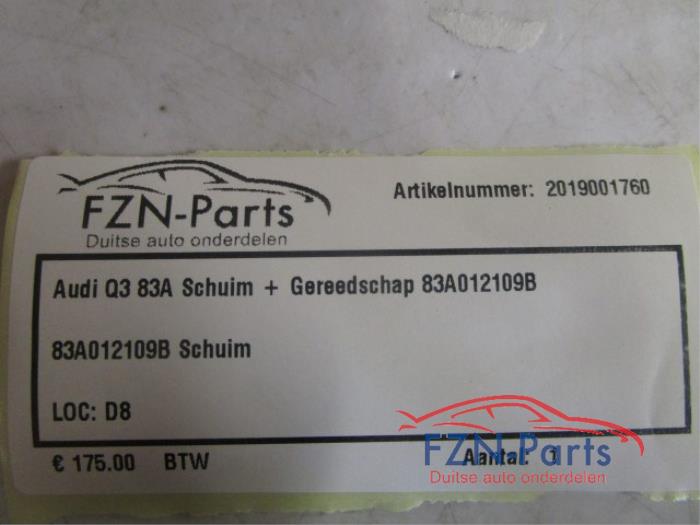 FZN-Parts
Duitse auto onderdelen
Artikelnummer: 2019001760
Audi Q3 83A Schuim + Gereedschap 83A012109B
83A012109B Schuim
LOC: D8
€ 175.00 BTW Aantal: 1
FZN-Parts
Duitse auto onderdelen